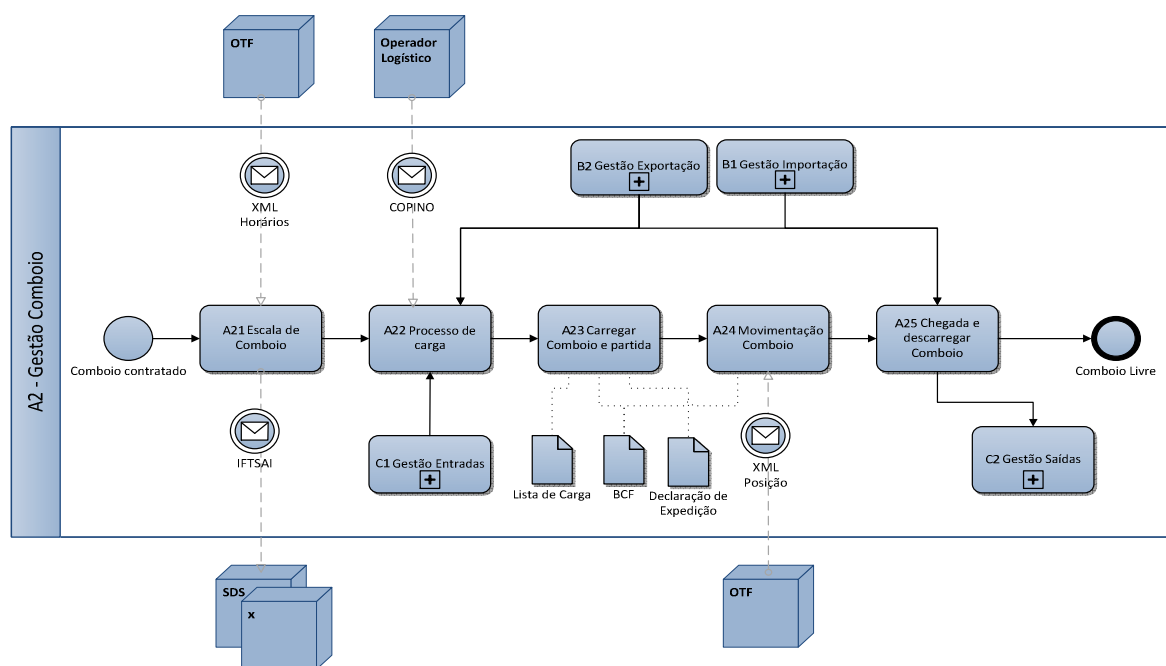 OTF
Operador
Logístico
XML
Horários
COPINO
B2 Gestão Exportação
B1 Gestão Importação
A2 - Gestão Comboio
Comboio contratado
A21 Escala de
Comboio
A22 Processo de
carga
A23 Carregar
Comboio e partida
A24 Movimentação
Comboio
A25 Chegada e
descarregar
Comboio
Comboio Livre
IFTSAI
C1 Gestão Entradas
Lista de Carga
BCF
Declaração de
Expedição
XML
Posição
C2 Gestão Saídas
SDS
x
OTF